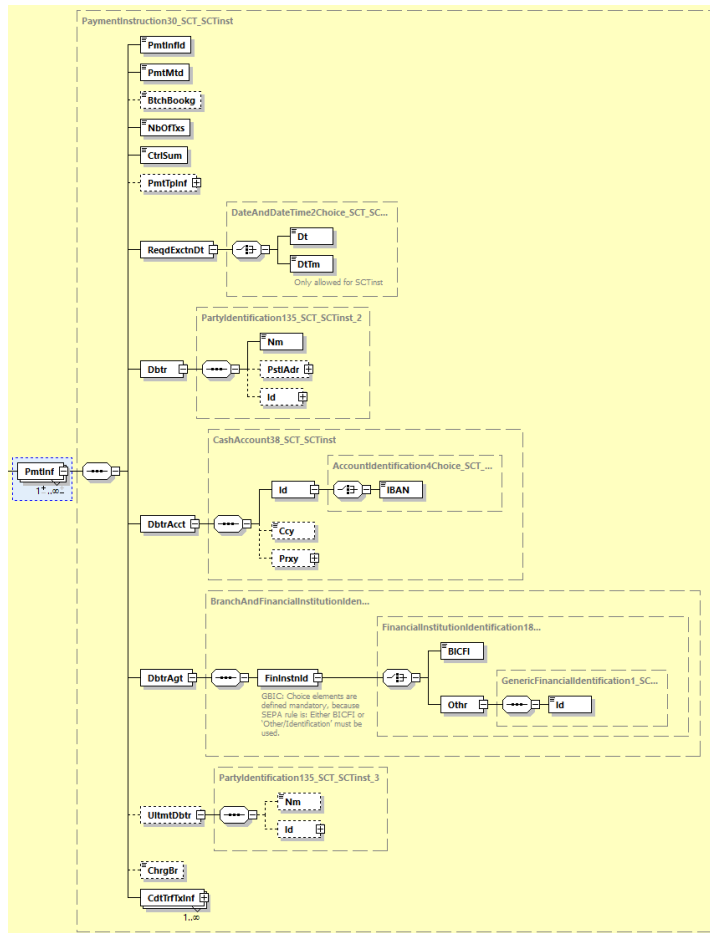 PaymentInstruction30_SCT_SCTinst
PmtInfId
PmtMtd
BtchBookg
NbOfTxs
CtrlSum
PmtTpInf
DateAndDateTime2Choice_SCT_SC...
ReqdExctnDt
Dt
DtTm
Only allowed for SCTinst
PartyIdentification135_SCT_SCTinst_2
Dbtr
Nm
PstlAdr
Id
CashAccount38_SCT_SCTinst
AccountIdentification4Choice_SCT_...
PmtInf
1..∞
DbtrAcct
Id
IBAN
Ccy
Prxy
BranchAndFinancialInstitutionIden...
FinancialInstitutionIdentification18...
DbtrAgt
FinInstnId
GBIC: Choice elements are
defined mandatory, because
SEPA rule is: Either BICFI or
'Other/Identification' must be
used.
BICFI
GenericFinancialIdentification1_SC...
Othr
Id
PartyIdentification135_SCT_SCTinst_3
UltmtDbtr
Nm
Id
ChrgBr
CdtTrfTxInf
1..∞